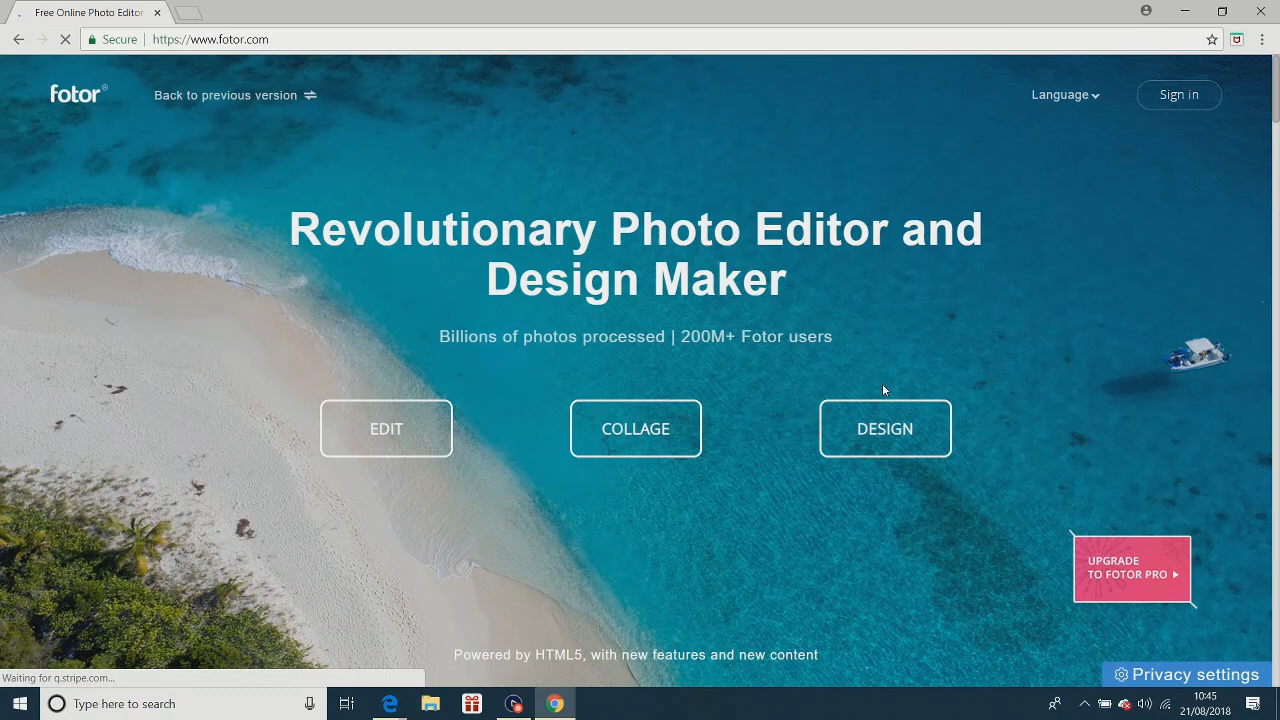 Free Online Photo Editor
Secure
https://www.fotor.com
fotor®
Back to previous version
Language
Sign in
Revolutionary Photo Editor and
Design Maker
Billions of photos processed | 200M+ Fotor users
EDIT
COLLAGE
DESIGN
UPGRADE
TO FOTOR PRO
Powered by HTML5, with new features and new content
Privacy settings
Waiting for q.stripe.com...
Type here to search
10:45
21/08/2018